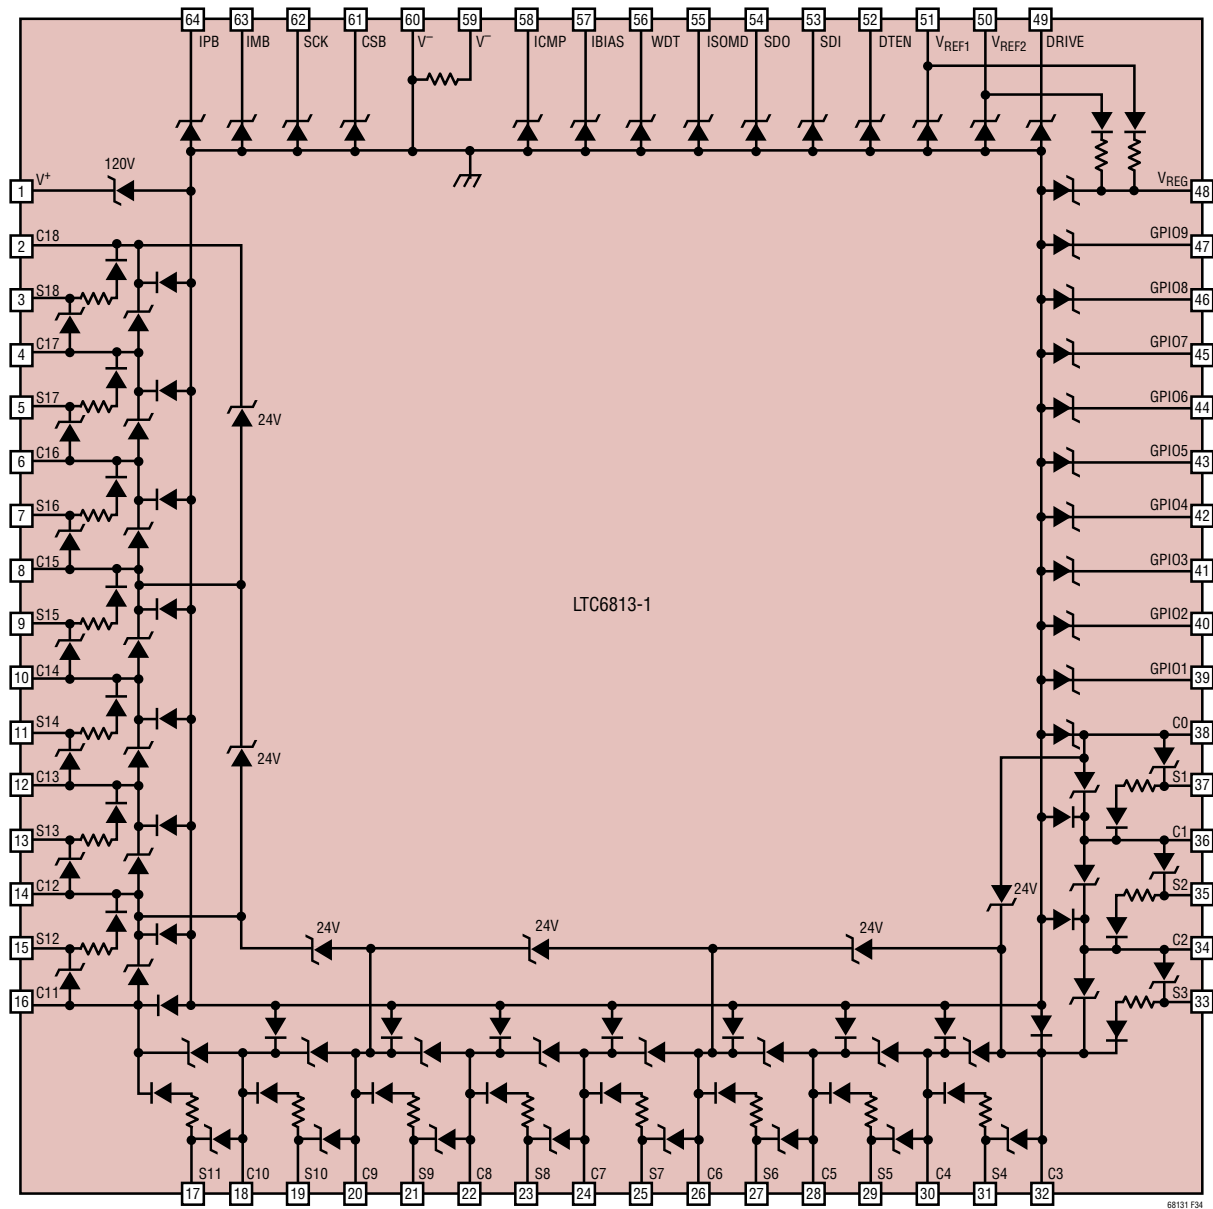 64 63 62 61 60 59 58 57 56 55 54 53 52 51 50 49
IPB IMB SCK CSB V– V– ICMP IBIAS WDT ISOMD SDO SDI DTEN VREF1 VREF2 DRIVE
120V
1 V+
VREG 48
2 C18
GPIO9 47
3 S18
GPIO8 46
4 C17
GPIO7 45
5 S17
GPIO6 44
24V
6 C16
GPIO5 43
7 S16
GPIO4 42
8 C15
GPIO3 41
LTC6813-1
9 S15
GPIO2 40
10 C14
GPIO1 39
11 S14
C0 38
24V
12 C13
S1 37
13 S13
C1 36
14 C12
S2 35
24V
15 S12
24V 24V 24V
C2 34
16 C11
S3 33
S11 C10 S10 C9 S9 C8 S8 C7 S7 C6 S6 C5 S5 C4 S4 C3
17 18 19 20 21 22 23 24 25 26 27 28 29 30 31 32
68131 F34